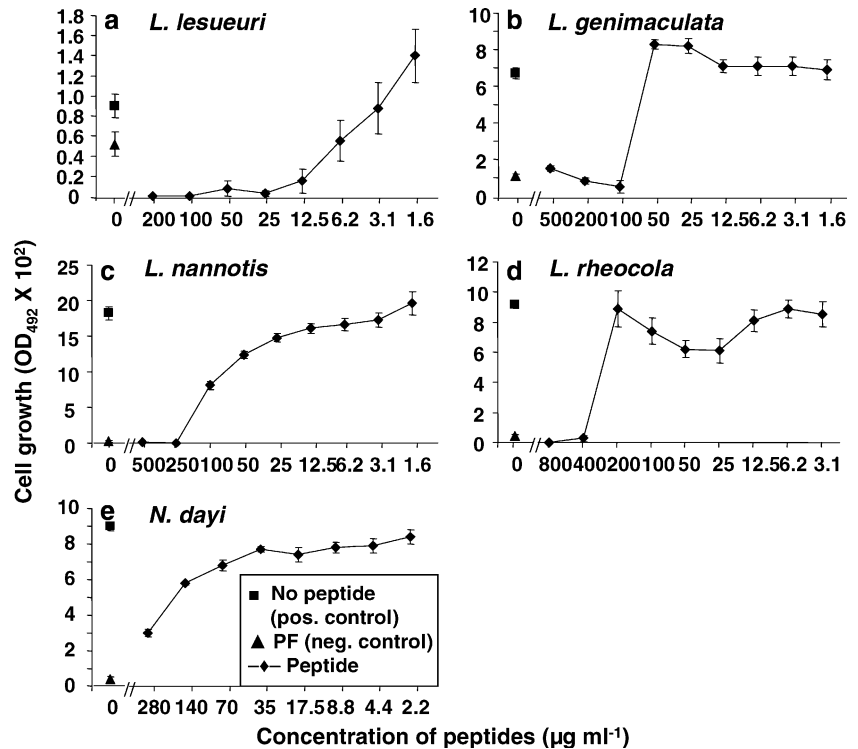 a L. lesueuri
1.8
1.6
1.4
1.2
1.0
0.8
0.6
0.4
0.2
0
0 200 100 50 25 12.5 6.2 3.1 1.6
b L. genimaculata
8
6
4
2
0
0 500 200 100 50 25 12.5 6.2 3.1 1.6
c L. nannotis
25
20
15
10
5
0
0 500 250 100 50 25 12.5 6.2 3.1 1.6
d L. rheocola
12
10
8
6
4
2
0
0 800 400 200 100 50 25 12.5 6.2 3.1
e N. dayi
10
8
6
4
2
0
0 280 140 70 35 17.5 8.8 4.4 2.2
No peptide
(pos. control)
PF (neg. control)
Peptide
Cell growth (OD₄₉₂ X 10²)
Concentration of peptides (µg ml⁻¹)